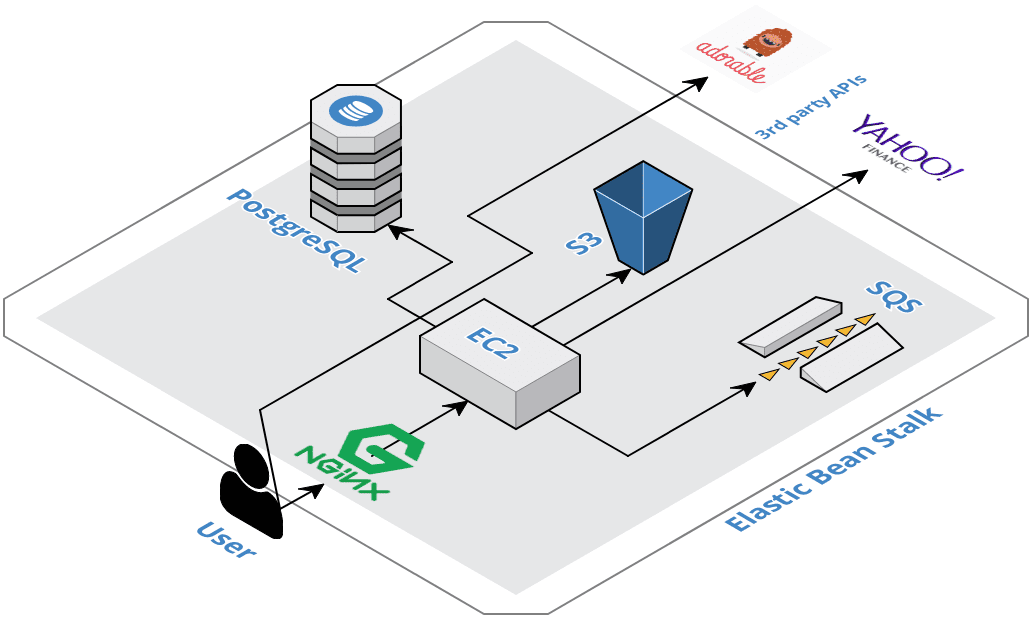 adorable
3rd party APIs
YAHOO!
FINANCE
PostgreSQL
S3
SQS
EC2
NGiNX
Elastic Bean Stalk
User